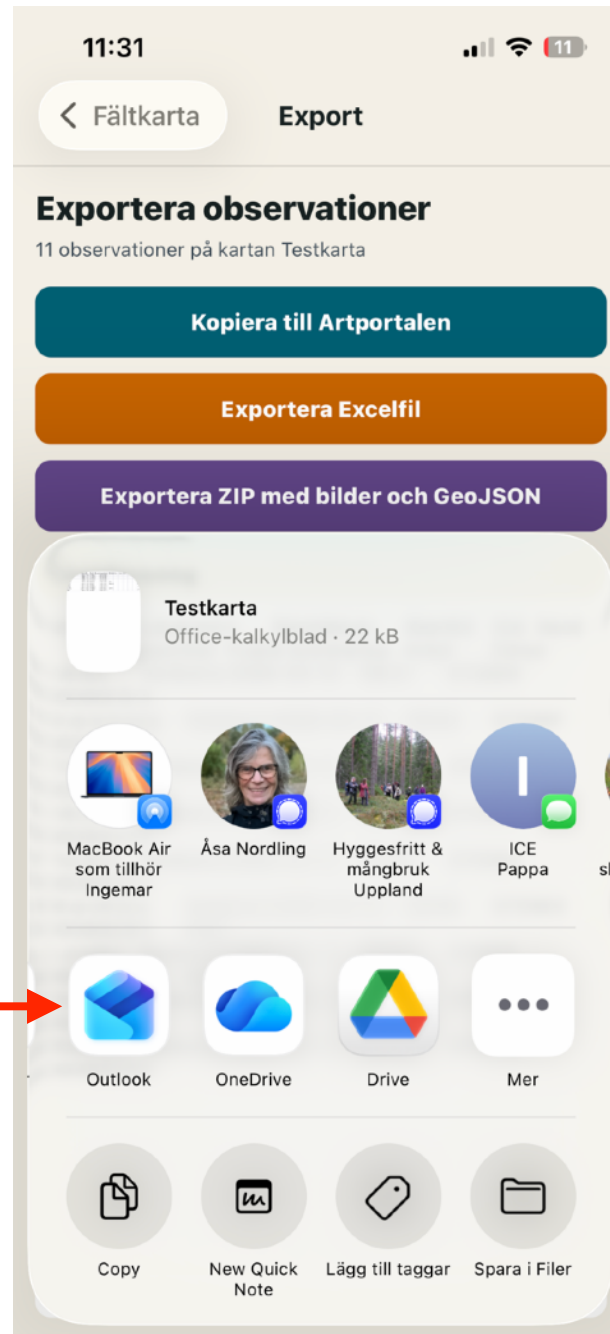 11:31
11
Fältkarta
Export
Exportera observationer
11 observationer på kartan Testkarta
Kopiera till Artportalen
Exportera Excelfil
Exportera ZIP med bilder och GeoJSON
Testkarta
Office-kalkylblad · 22 kB
MacBook Air
som tillhör
Ingemar
Åsa Nordling
Hyggesfritt &
mångbruk
Uppland
I
ICE
Pappa
Outlook
OneDrive
Drive
Mer
Copy
New Quick
Note
Lägg till taggar
Spara i Filer